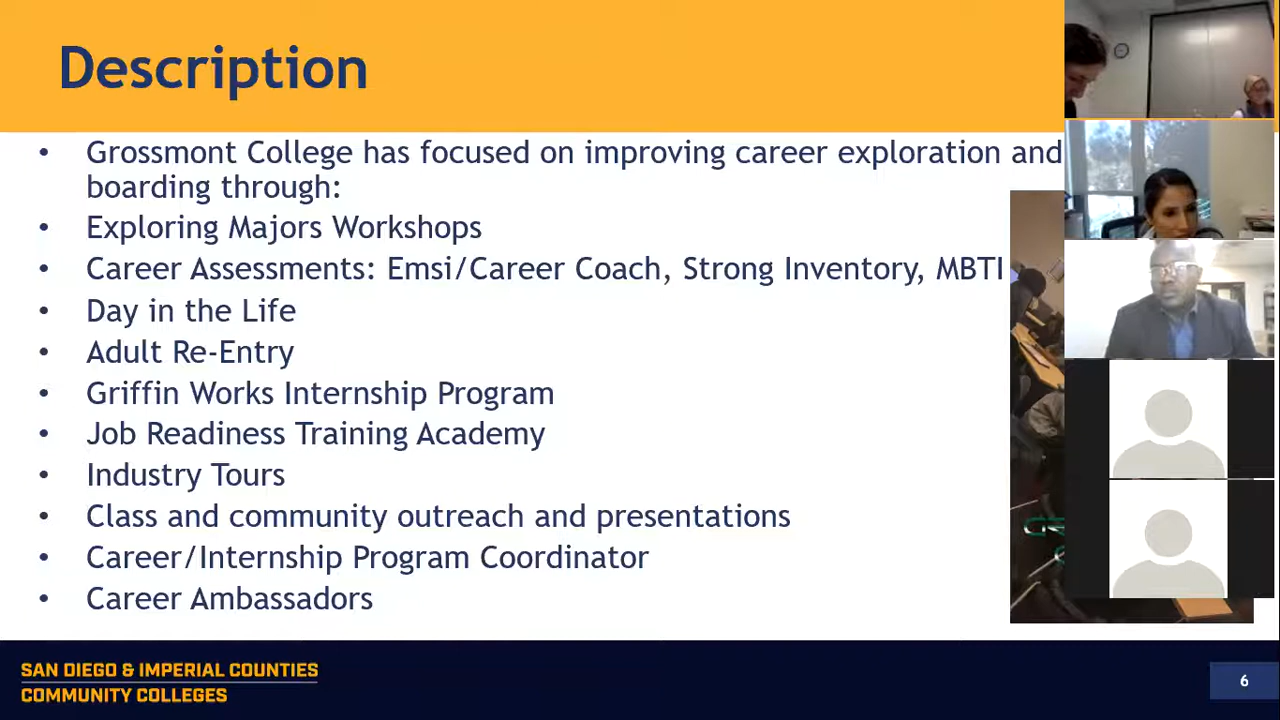 Description
• Grossmont College has focused on improving career exploration and
boarding through:
• Exploring Majors Workshops
• Career Assessments: Emsi/Career Coach, Strong Inventory, MBTI
• Day in the Life
• Adult Re-Entry
• Griffin Works Internship Program
• Job Readiness Training Academy
• Industry Tours
• Class and community outreach and presentations
• Career/Internship Program Coordinator
• Career Ambassadors
SAN DIEGO & IMPERIAL COUNTIES
COMMUNITY COLLEGES
6